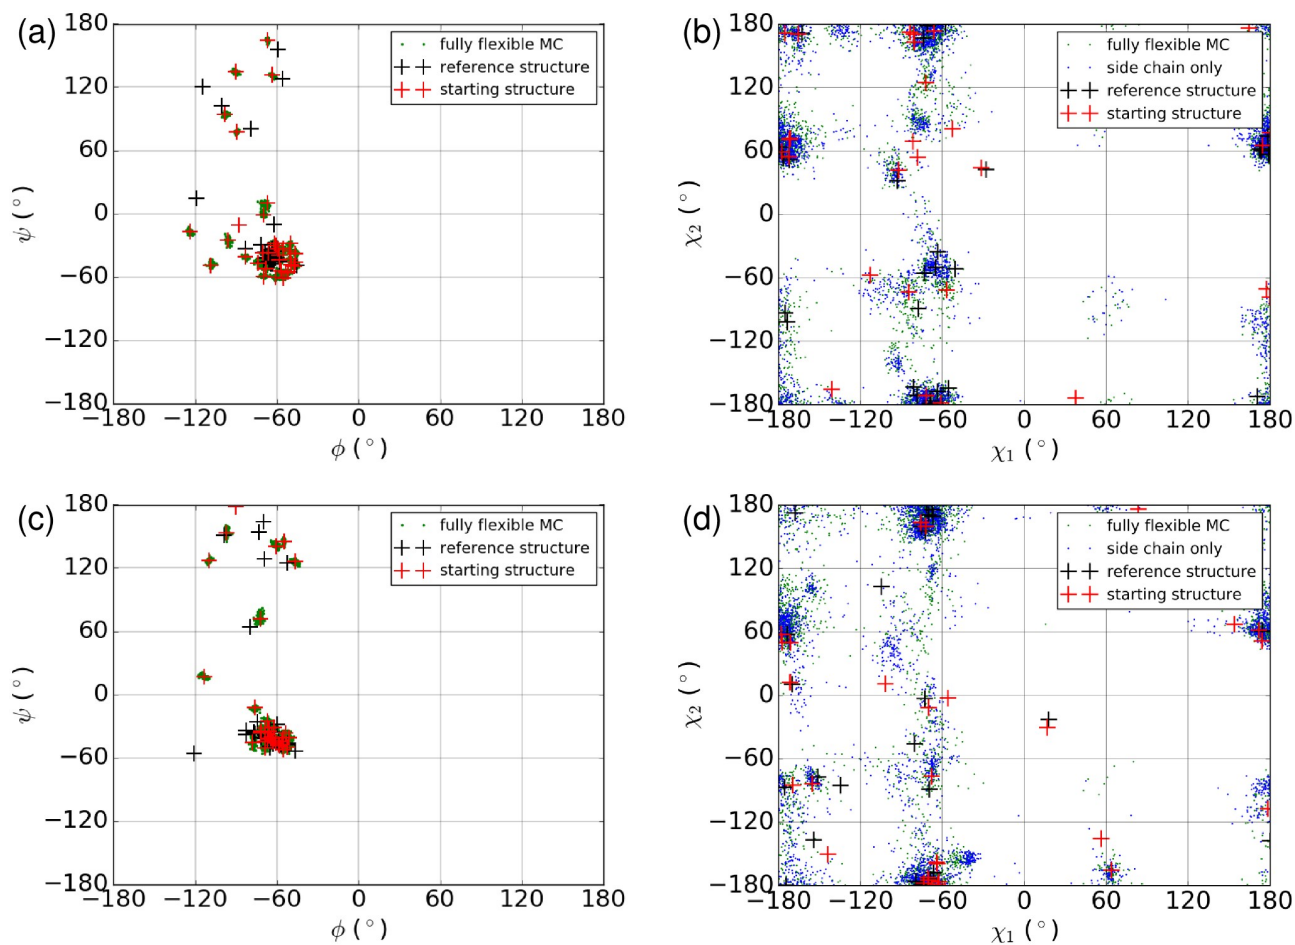 (a)
180
120
60
0
−60
−120
−180
ψ (°)
fully flexible MC
reference structure
starting structure
−180 −120 −60 0 60 120 180
ϕ (°)
(b)
180
120
60
0
−60
−120
−180
χ2 (°)
fully flexible MC
side chain only
reference structure
starting structure
−180 −120 −60 0 60 120 180
χ1 (°)
(c)
180
120
60
0
−60
−120
−180
ψ (°)
fully flexible MC
reference structure
starting structure
−180 −120 −60 0 60 120 180
ϕ (°)
(d)
180
120
60
0
−60
−120
−180
χ2 (°)
fully flexible MC
side chain only
reference structure
starting structure
−180 −120 −60 0 60 120 180
χ1 (°)